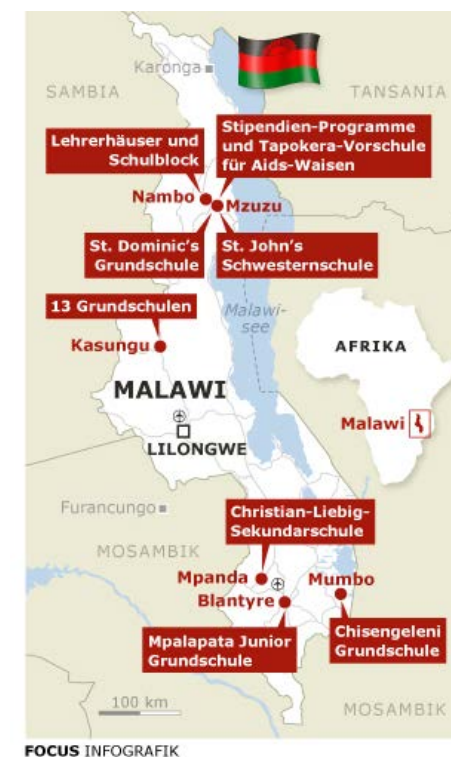 Karonga
SAMBIA
TANSANIA
Lehrerhäuser und
Schulblock
Stipendien-Programme
und Tapokera-Vorschule
für Aids-Waisen
Nambo
Mzuzu
St. Dominic's
Grundschule
St. John's
Schwesternschule
13 Grundschulen
Malawi-
see
Kasungu
AFRIKA
MALAWI
Malawi
LILONGWE
Furancungo
Christian-Liebig-
Sekundarschule
MOSAMBIK
Mpanda
Mumbo
Blantyre
Mpalapata Junior
Grundschule
Chisengeleni
Grundschule
100 km
MOSAMBIK
FOCUS INFOGRAFIK